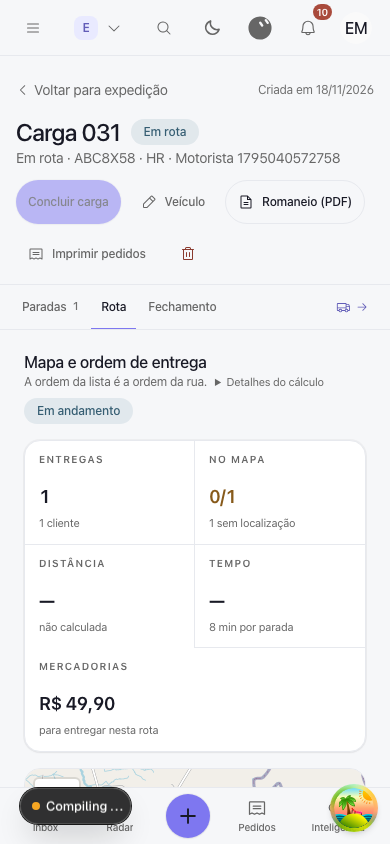 E
10
EM
Voltar para expedição
Criada em 18/11/2026
Carga 031
Em rota
Em rota · ABC8X58 · HR · Motorista 1795040572758
Concluir carga
Veículo
Romaneio (PDF)
Imprimir pedidos
Paradas 1
Rota
Fechamento
Mapa e ordem de entrega
A ordem da lista é a ordem da rua.
Detalhes do cálculo
Em andamento
ENTREGAS
1
1 cliente
NO MAPA
0/1
1 sem localização
DISTÂNCIA
—
não calculada
TEMPO
—
8 min por parada
MERCADORIAS
R$ 49,90
para entregar nesta rota
Compiling ...
Inbox
Radar
Pedidos